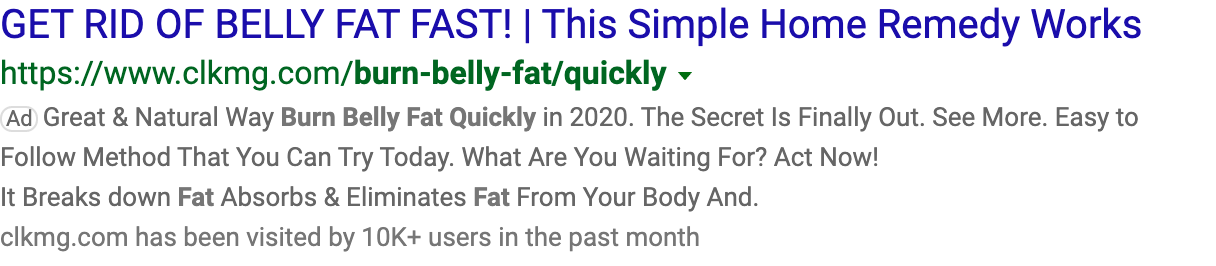 GET RID OF BELLY FAT FAST! | This Simple Home Remedy Works
https://www.clkmg.com/burn-belly-fat/quickly
Ad Great & Natural Way Burn Belly Fat Quickly in 2020. The Secret Is Finally Out. See More. Easy to
Follow Method That You Can Try Today. What Are You Waiting For? Act Now!
It Breaks down Fat Absorbs & Eliminates Fat From Your Body And.
clkmg.com has been visited by 10K+ users in the past month